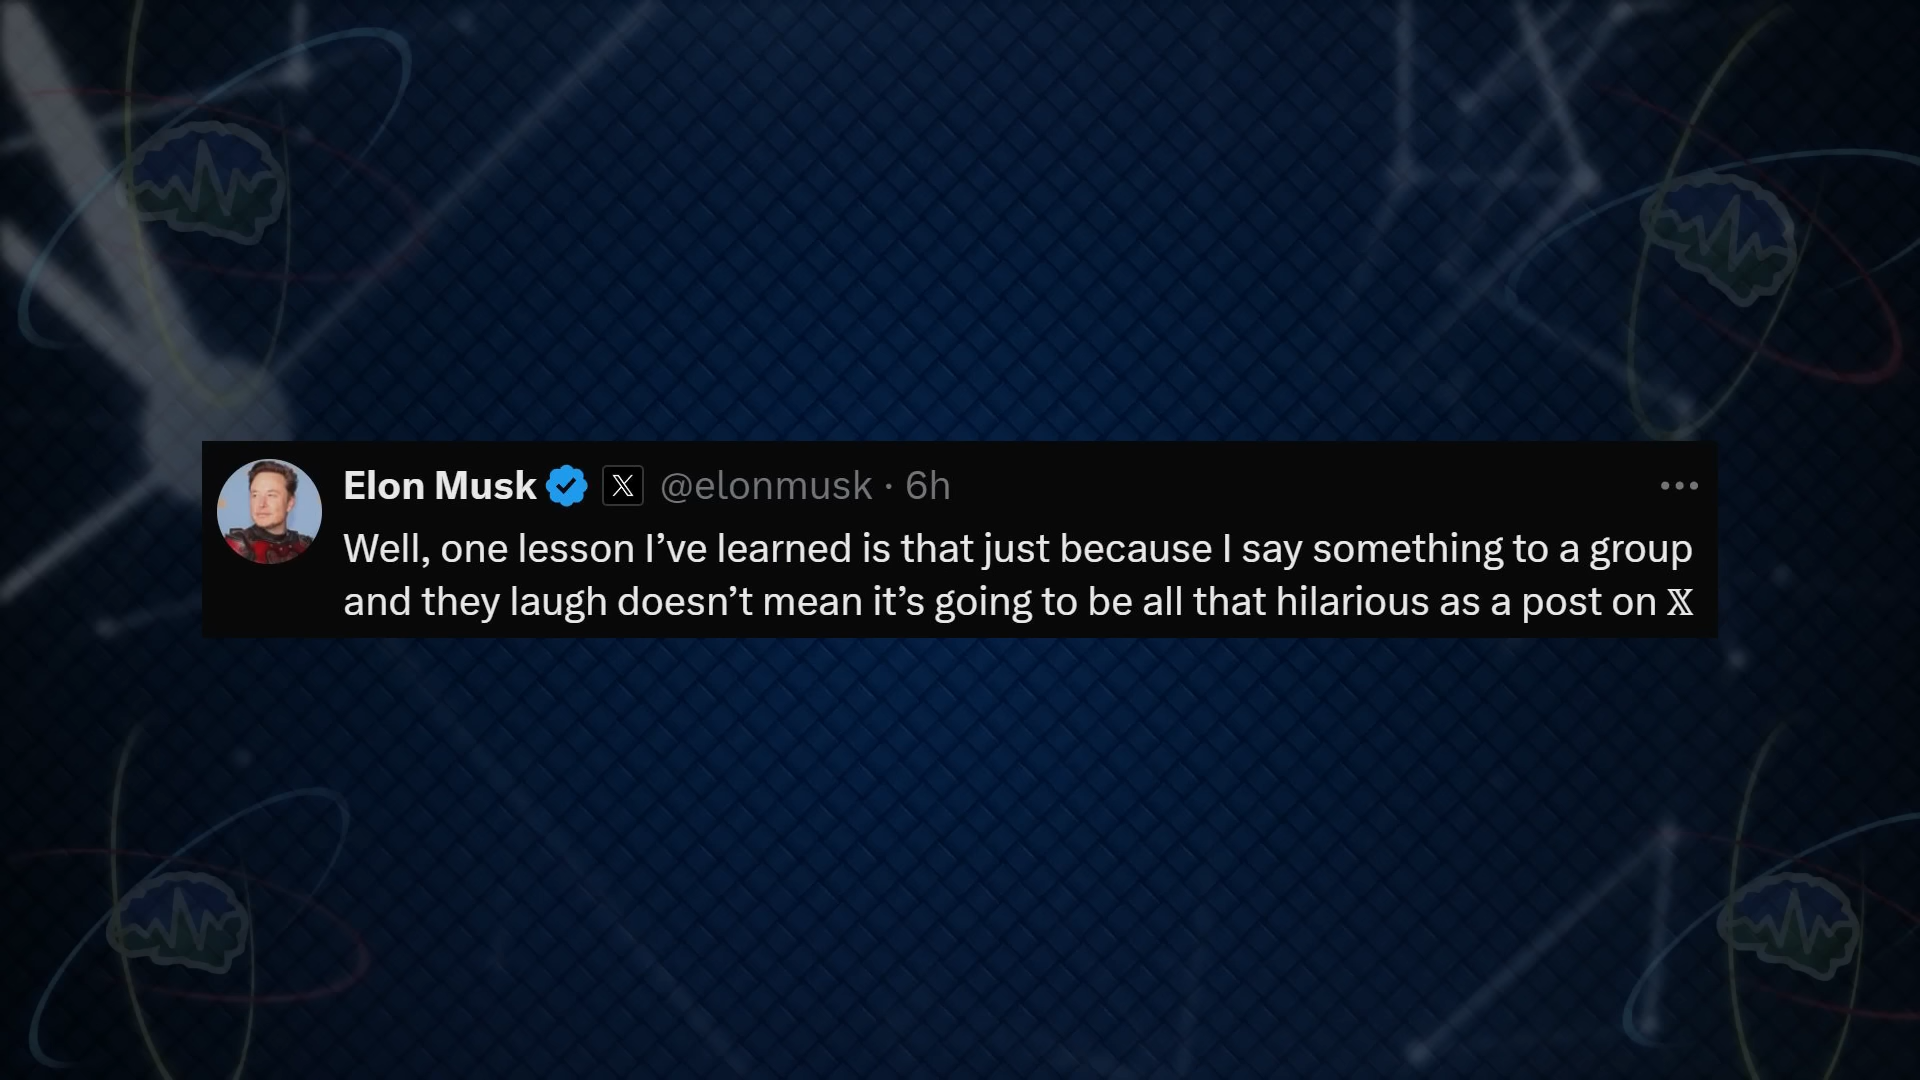 Elon Musk @elonmusk · 6h
Well, one lesson I’ve learned is that just because I say something to a group
and they laugh doesn’t mean it’s going to be all that hilarious as a post on 𝕏